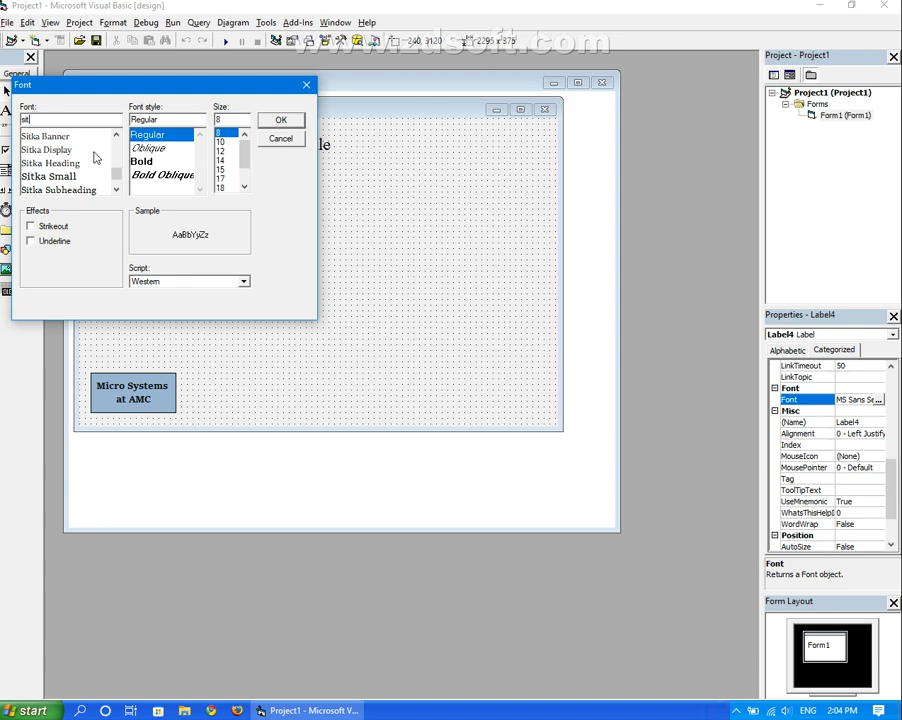 Project1 - Microsoft Visual Basic [design]
File Edit View Project Format Debug Run Query Diagram Tools Add-Ins Window Help
www.zdsoft.com
240, 3120
2295 x 375
General
A
Font
Font:
sit
Sitka Banner
Sitka Display
Sitka Heading
Sitka Small
Sitka Subheading
Font style:
Regular
Regular
Oblique
Bold
Bold Oblique
Size:
8
8
10
12
14
15
17
18
OK
Cancel
Effects
Strikeout
Underline
Sample
AaBbYyZz
Script:
Western
le
Micro Systems
at AMC
Project - Project1
Project1 (Project1)
Forms
Form1 (Form1)
Properties - Label4
Label4 Label
Alphabetic Categorized
LinkTimeout 50
LinkTopic
Font
Font MS Sans Se ...
Misc
(Name) Label4
Alignment 0 - Left Justify
Index
MouseIcon (None)
MousePointer 0 - Default
Tag
ToolTipText
UseMnemonic True
WhatsThisHelpI 0
WordWrap False
Position
AutoSize False
Font
Returns a Font object.
Form Layout
Form1
start
Project1 - Microsoft V...
ENG 2:04 PM